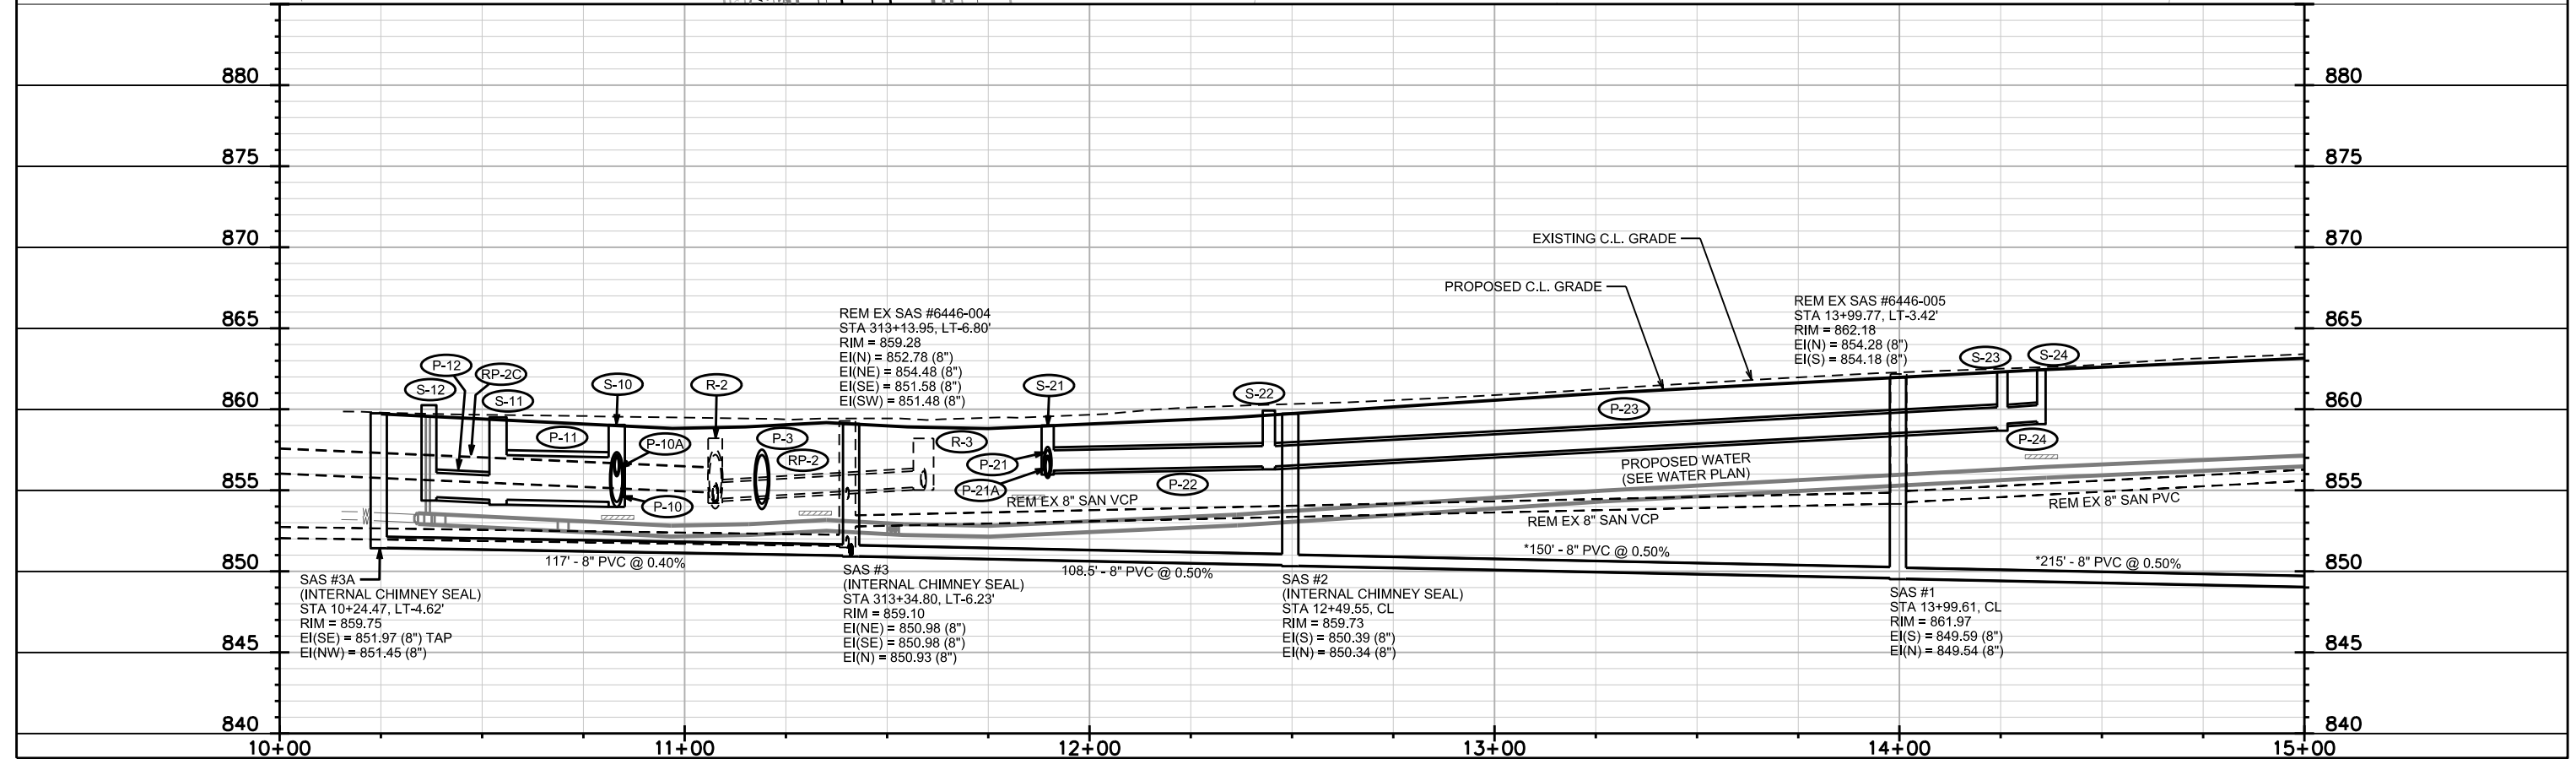 880
880
875
875
870
870
865
865
860
860
855
855
850
850
845
845
840
840
EXISTING C.L. GRADE
PROPOSED C.L. GRADE
REM EX SAS #6446-004
STA 313+13.95, LT-6.80'
RIM = 859.28
EI(N) = 852.78 (8")
EI(NE) = 854.48 (8")
EI(SE) = 851.58 (8")
EI(SW) = 851.48 (8")
REM EX SAS #6446-005
STA 13+99.77, LT-3.42'
RIM = 862.18
EI(N) = 854.28 (8")
EI(S) = 854.18 (8")
P-12
RP-2C
S-12
S-11
S-10
R-2
S-21
S-22
S-23
S-24
P-11
P-10A
P-3
RP-2
R-3
P-23
P-21
P-24
P-10
P-21A
P-22
PROPOSED WATER
(SEE WATER PLAN)
W
W
REM EX 8" SAN VCP
REM EX 8" SAN VCP
REM EX 8" SAN PVC
117' - 8" PVC @ 0.40%
108.5' - 8" PVC @ 0.50%
*150' - 8" PVC @ 0.50%
*215' - 8" PVC @ 0.50%
SAS #3A
(INTERNAL CHIMNEY SEAL)
STA 10+24.47, LT-4.62'
RIM = 859.75
EI(SE) = 851.97 (8") TAP
EI(NW) = 851.45 (8")
SAS #3
(INTERNAL CHIMNEY SEAL)
STA 313+34.80, LT-6.23'
RIM = 859.10
EI(NE) = 850.98 (8")
EI(SE) = 850.98 (8")
EI(N) = 850.93 (8")
SAS #2
(INTERNAL CHIMNEY SEAL)
STA 12+49.55, CL
RIM = 859.73
EI(S) = 850.39 (8")
EI(N) = 850.34 (8")
SAS #1
STA 13+99.61, CL
RIM = 861.97
EI(S) = 849.59 (8")
EI(N) = 849.54 (8")
10+00
11+00
12+00
13+00
14+00
15+00